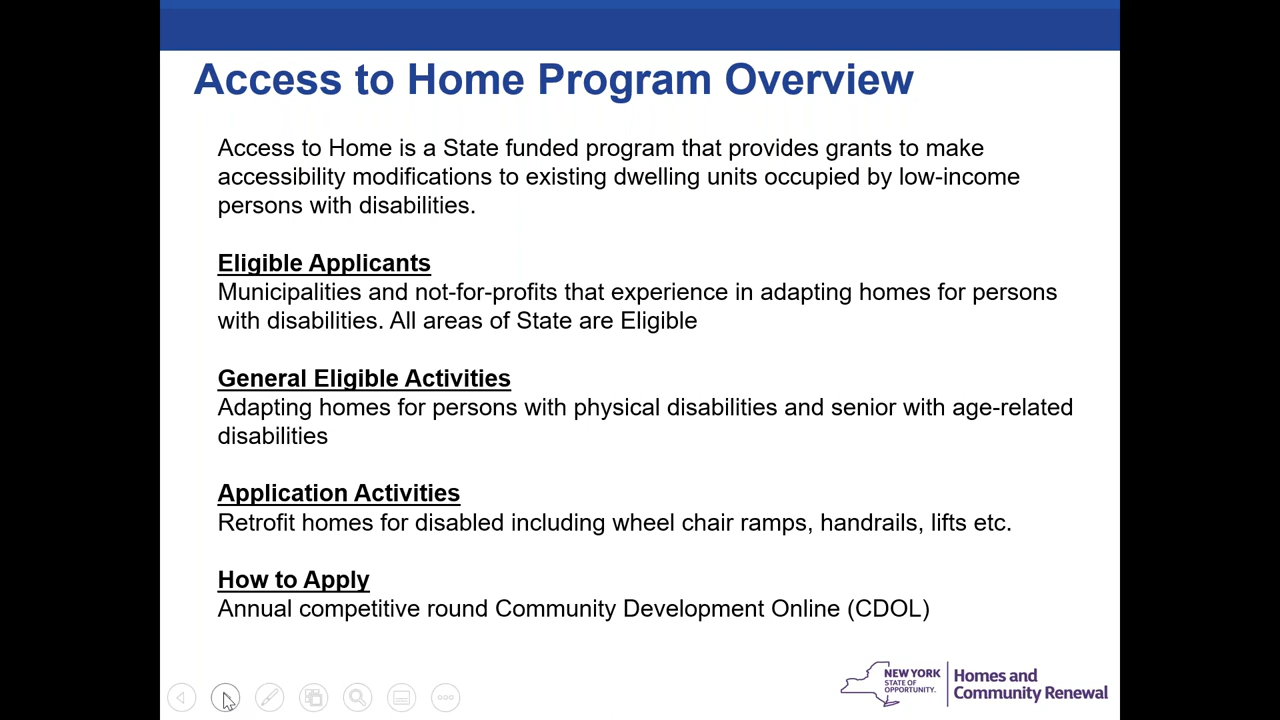 Access to Home Program Overview
Access to Home is a State funded program that provides grants to make
accessibility modifications to existing dwelling units occupied by low-income
persons with disabilities.
Eligible Applicants
Municipalities and not-for-profits that experience in adapting homes for persons
with disabilities. All areas of State are Eligible
General Eligible Activities
Adapting homes for persons with physical disabilities and senior with age-related
disabilities
Application Activities
Retrofit homes for disabled including wheel chair ramps, handrails, lifts etc.
How to Apply
Annual competitive round Community Development Online (CDOL)
NEW YORK
STATE OF
OPPORTUNITY.
Homes and
Community Renewal